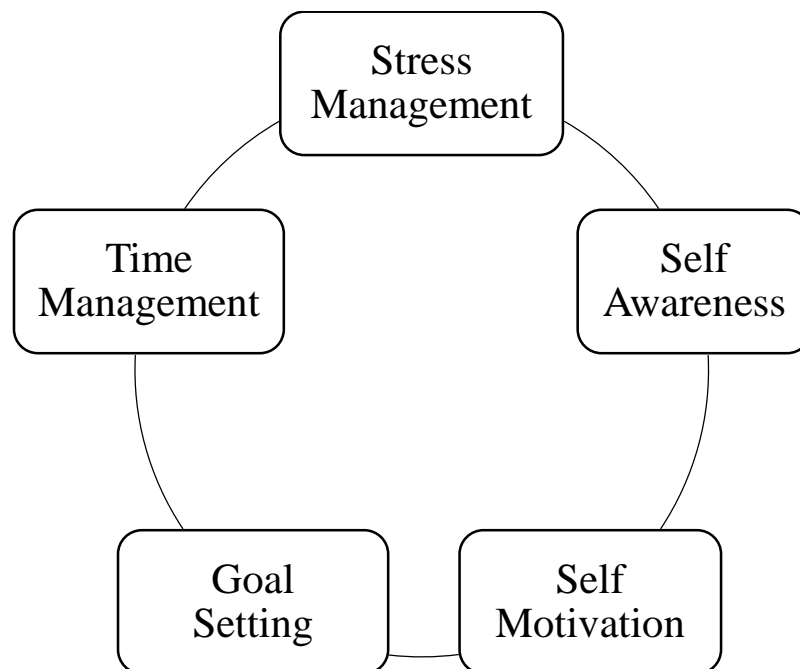 Stress
Management
Time
Management
Self
Awareness
Goal
Setting
Self
Motivation